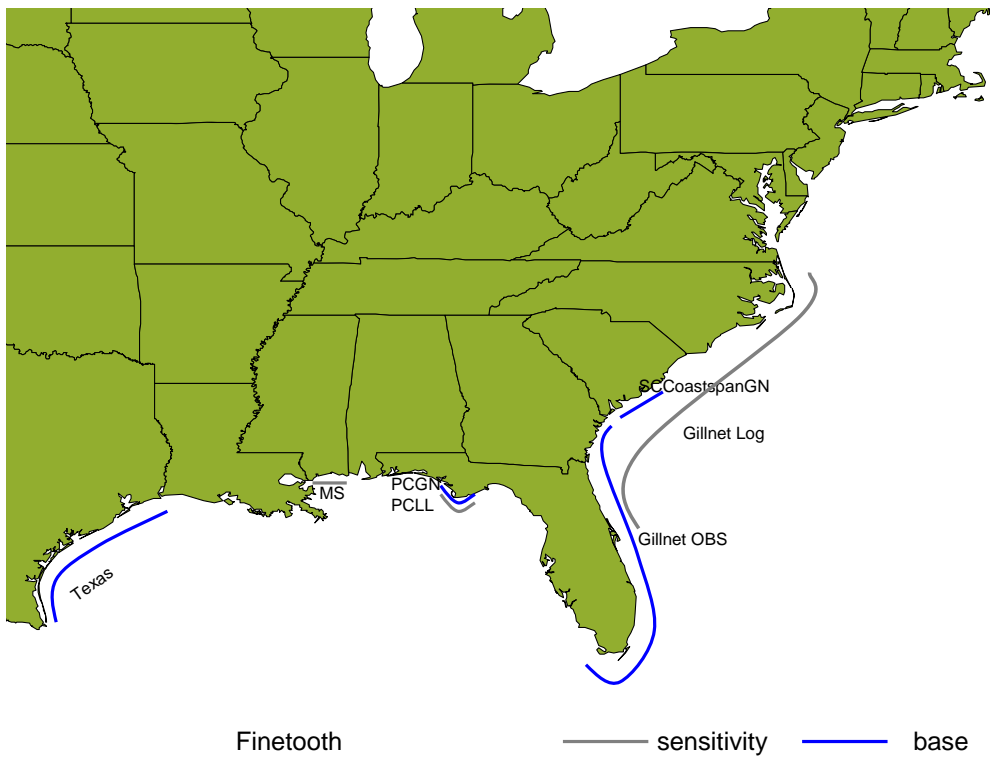 SCCoastspanGN
Gillnet Log
PCGN
MS
PCLL
Gillnet OBS
Texas
Finetooth
sensitivity
base